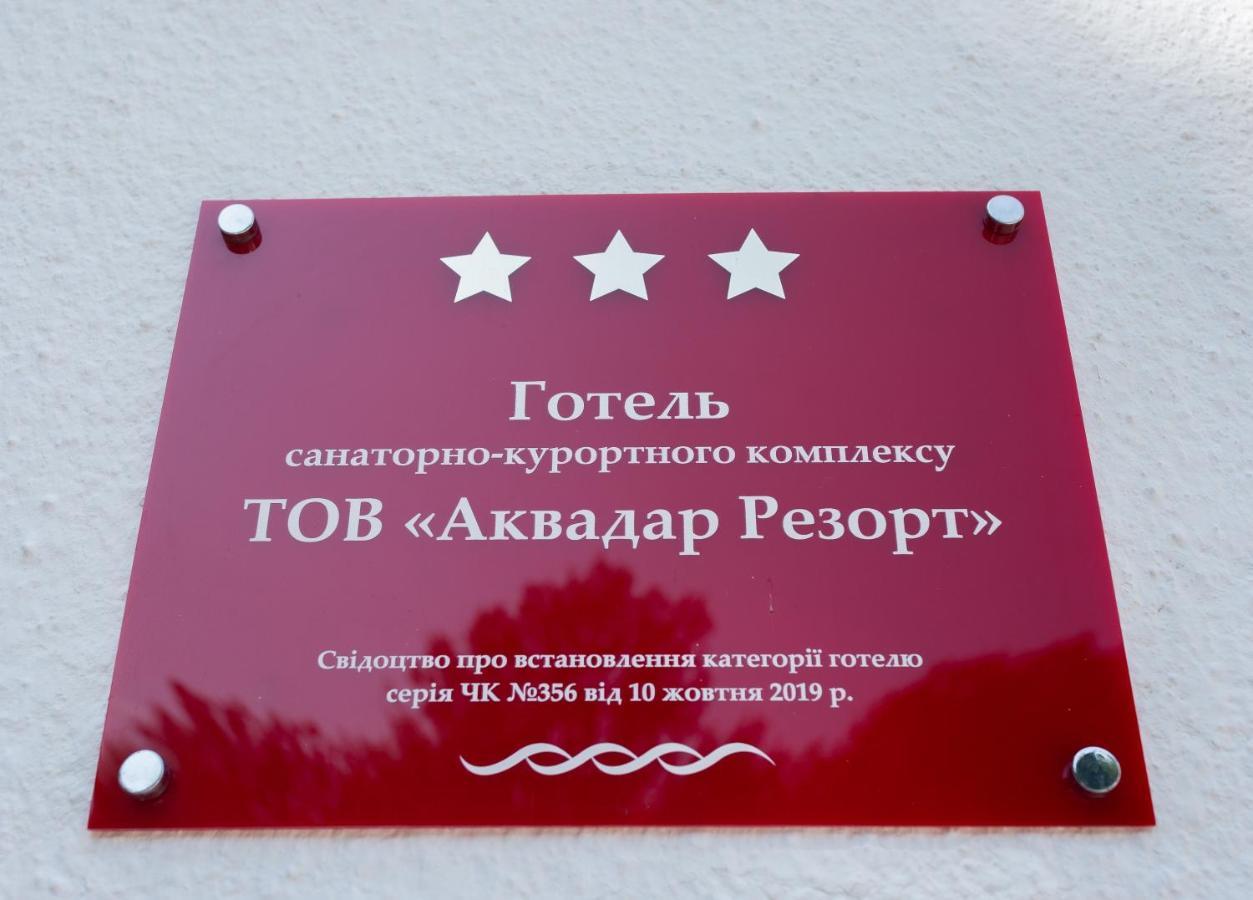 Готель
санаторно-курортного комплексу
ТОВ «Аквадар Резорт»
Свідоцтво про встановлення категорії готелю
серія ЧК №356 від 10 жовтня 2019 р.